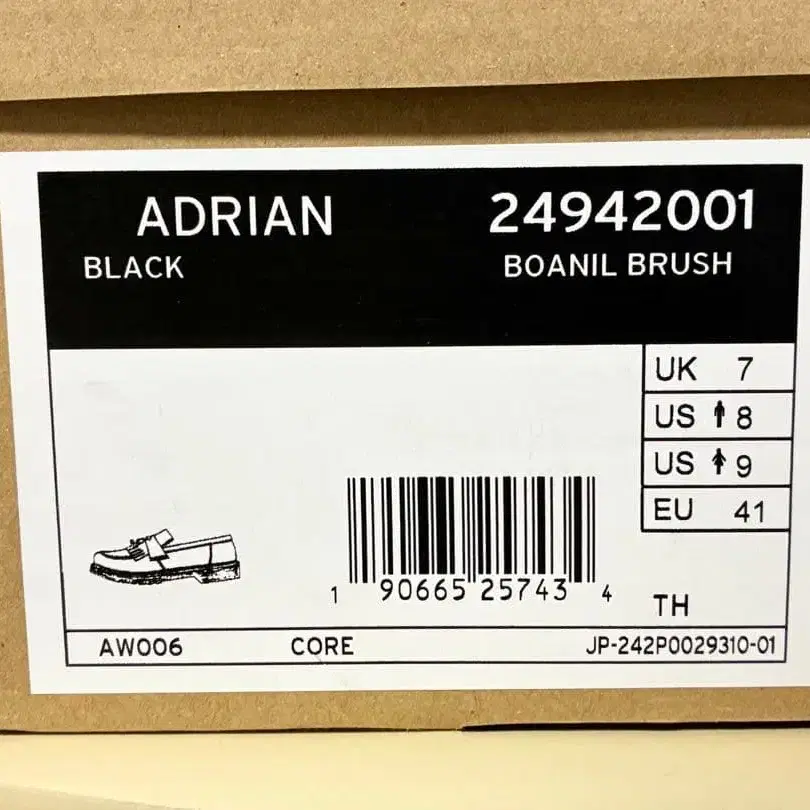 ADRIAN 24942001
BLACK BOANIL BRUSH
UK 7
US 8
US 9
EU 41
1 90665 25743 4
TH
AW006 CORE JP-242P0029310-01